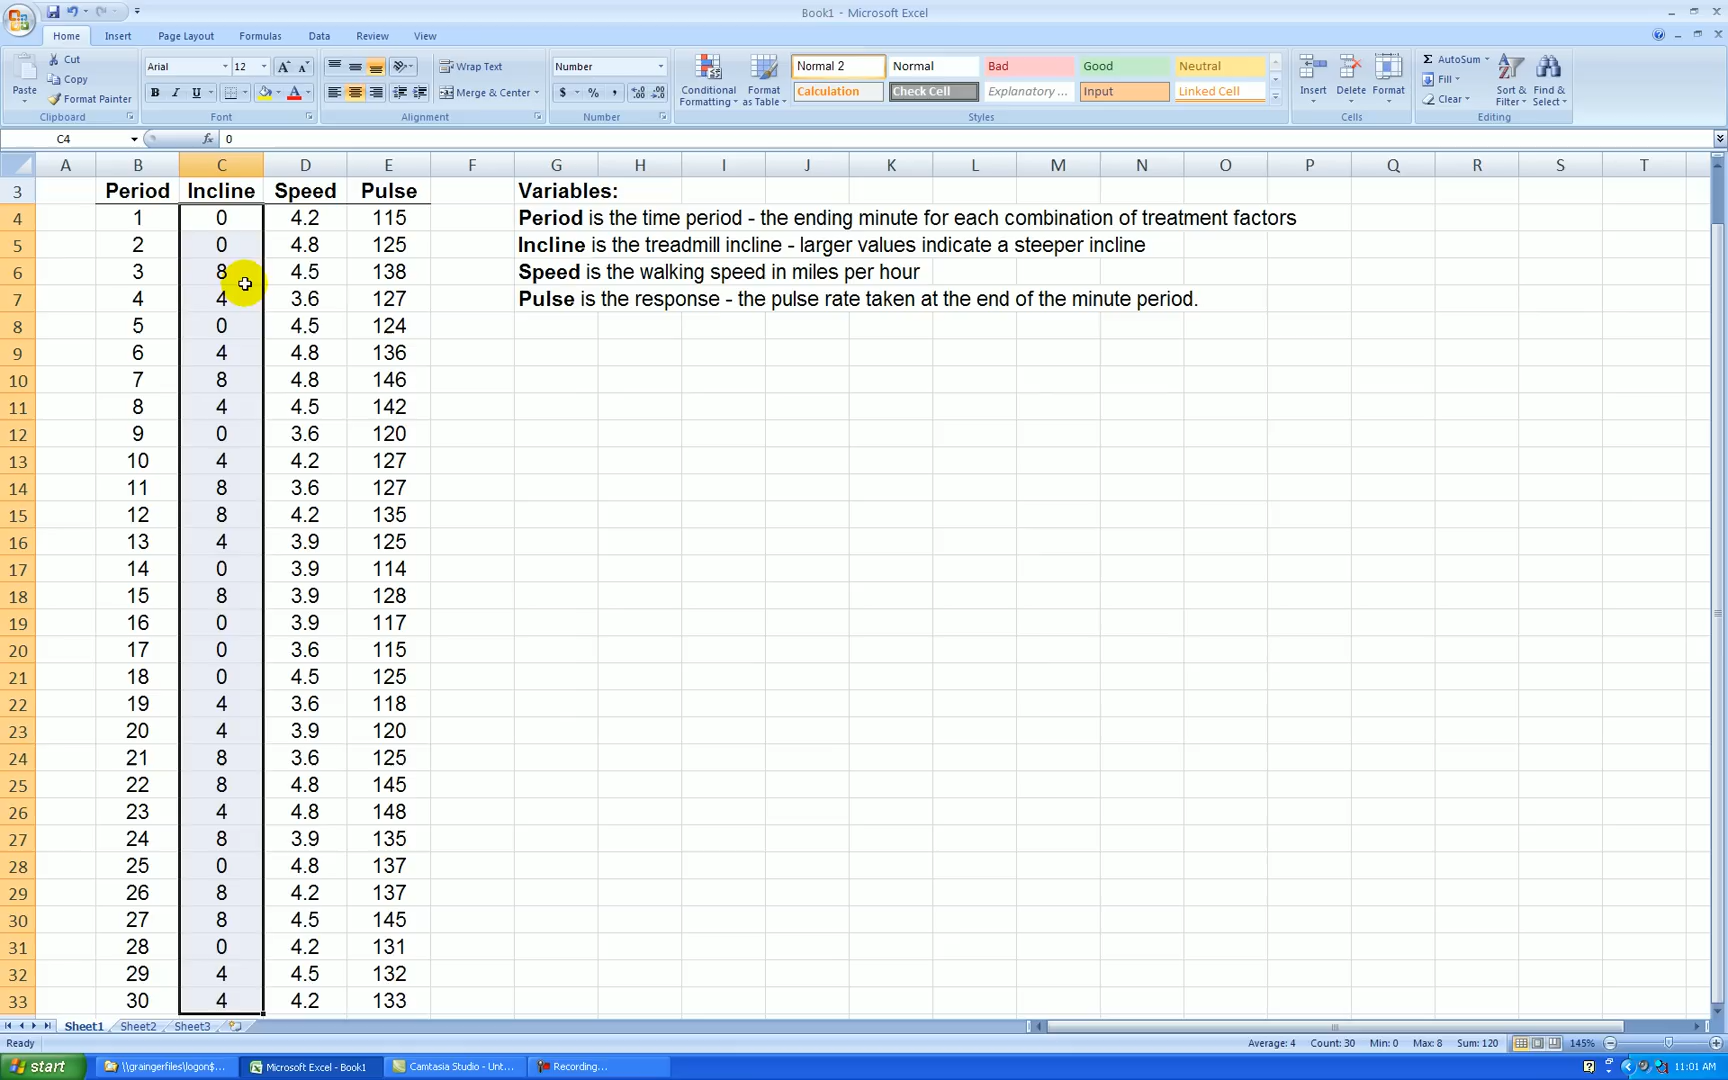 Book1 - Microsoft Excel
Home Insert Page Layout Formulas Data Review View
Cut
Copy
Format Painter
Paste
Clipboard
Arial 12
B I U
Font
Wrap Text
Merge & Center
Alignment
Number
$ % ,
Number
Conditional Formatting
Format as Table
Normal 2 Normal Bad Good Neutral
Calculation Check Cell Explanatory ... Input Linked Cell
Styles
Insert Delete Format
Cells
AutoSum
Fill
Clear
Sort & Filter
Find & Select
Editing
C4 fx 0
A B C D E F G H I J K L M N O P Q R S T
3 Period Incline Speed Pulse Variables:
4 1 0 4.2 115 Period is the time period - the ending minute for each combination of treatment factors
5 2 0 4.8 125 Incline is the treadmill incline - larger values indicate a steeper incline
6 3 8 4.5 138 Speed is the walking speed in miles per hour
7 4 4 3.6 127 Pulse is the response - the pulse rate taken at the end of the minute period.
8 5 0 4.5 124
9 6 4 4.8 136
10 7 8 4.8 146
11 8 4 4.5 142
12 9 0 3.6 120
13 10 4 4.2 127
14 11 8 3.6 127
15 12 8 4.2 135
16 13 4 3.9 125
17 14 0 3.9 114
18 15 8 3.9 128
19 16 0 3.9 117
20 17 0 3.6 115
21 18 0 4.5 125
22 19 4 3.6 118
23 20 4 3.9 120
24 21 8 3.6 125
25 22 8 4.8 145
26 23 4 4.8 148
27 24 8 3.9 135
28 25 0 4.8 137
29 26 8 4.2 137
30 27 8 4.5 145
31 28 0 4.2 131
32 29 4 4.5 132
33 30 4 4.2 133
Sheet1 Sheet2 Sheet3
Ready Average: 4 Count: 30 Min: 0 Max: 8 Sum: 120 145%
start \\graingerfiles\logon$... Microsoft Excel - Book1 Camtasia Studio - Unt... Recording... 11:01 AM